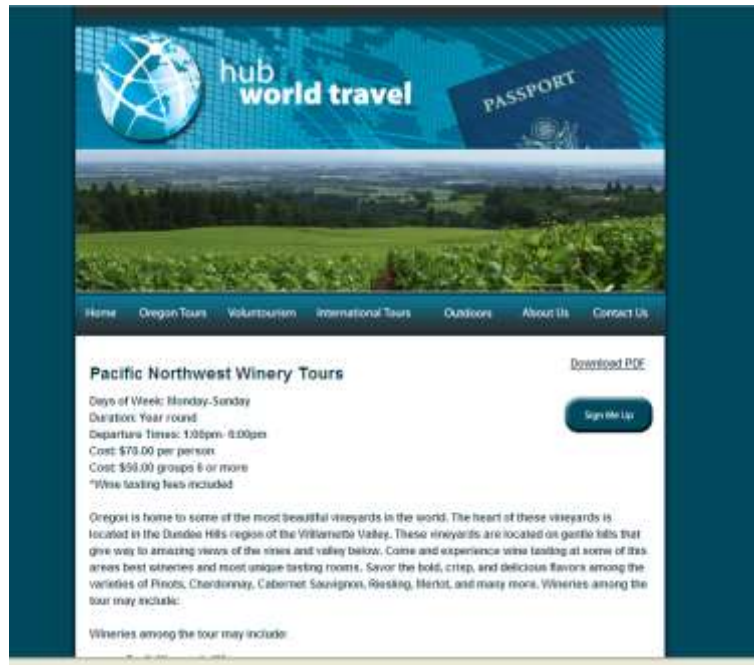 hub
world travel
PASSPORT
Home Oregon Tours Voluntourism International Tours Outdoors About Us Contact Us
Download PDF
Pacific Northwest Winery Tours
Sign Me Up
Days of Week: Monday-Sunday
Duration: Year round
Departure Times: 1:00pm- 6:00pm
Cost: $70.00 per person
Cost: $50.00 groups 6 or more
*Wine tasting fees included
Oregon is home to some of the most beautiful vineyards in the world. The heart of these vineyards is
located in the Dundee Hills region of the Willamette Valley. These vineyards are located on gentle hills that
give way to amazing views of the vines and valley below. Come and experience wine tasting at some of this
areas best wineries and most unique tasting rooms. Savor the bold, crisp, and delicious flavors among the
varieties of Pinots, Chardonnay, Cabernet Sauvignon, Riesling, Merlot, and many more. Wineries among the
tour may include:
Wineries among the tour may include: